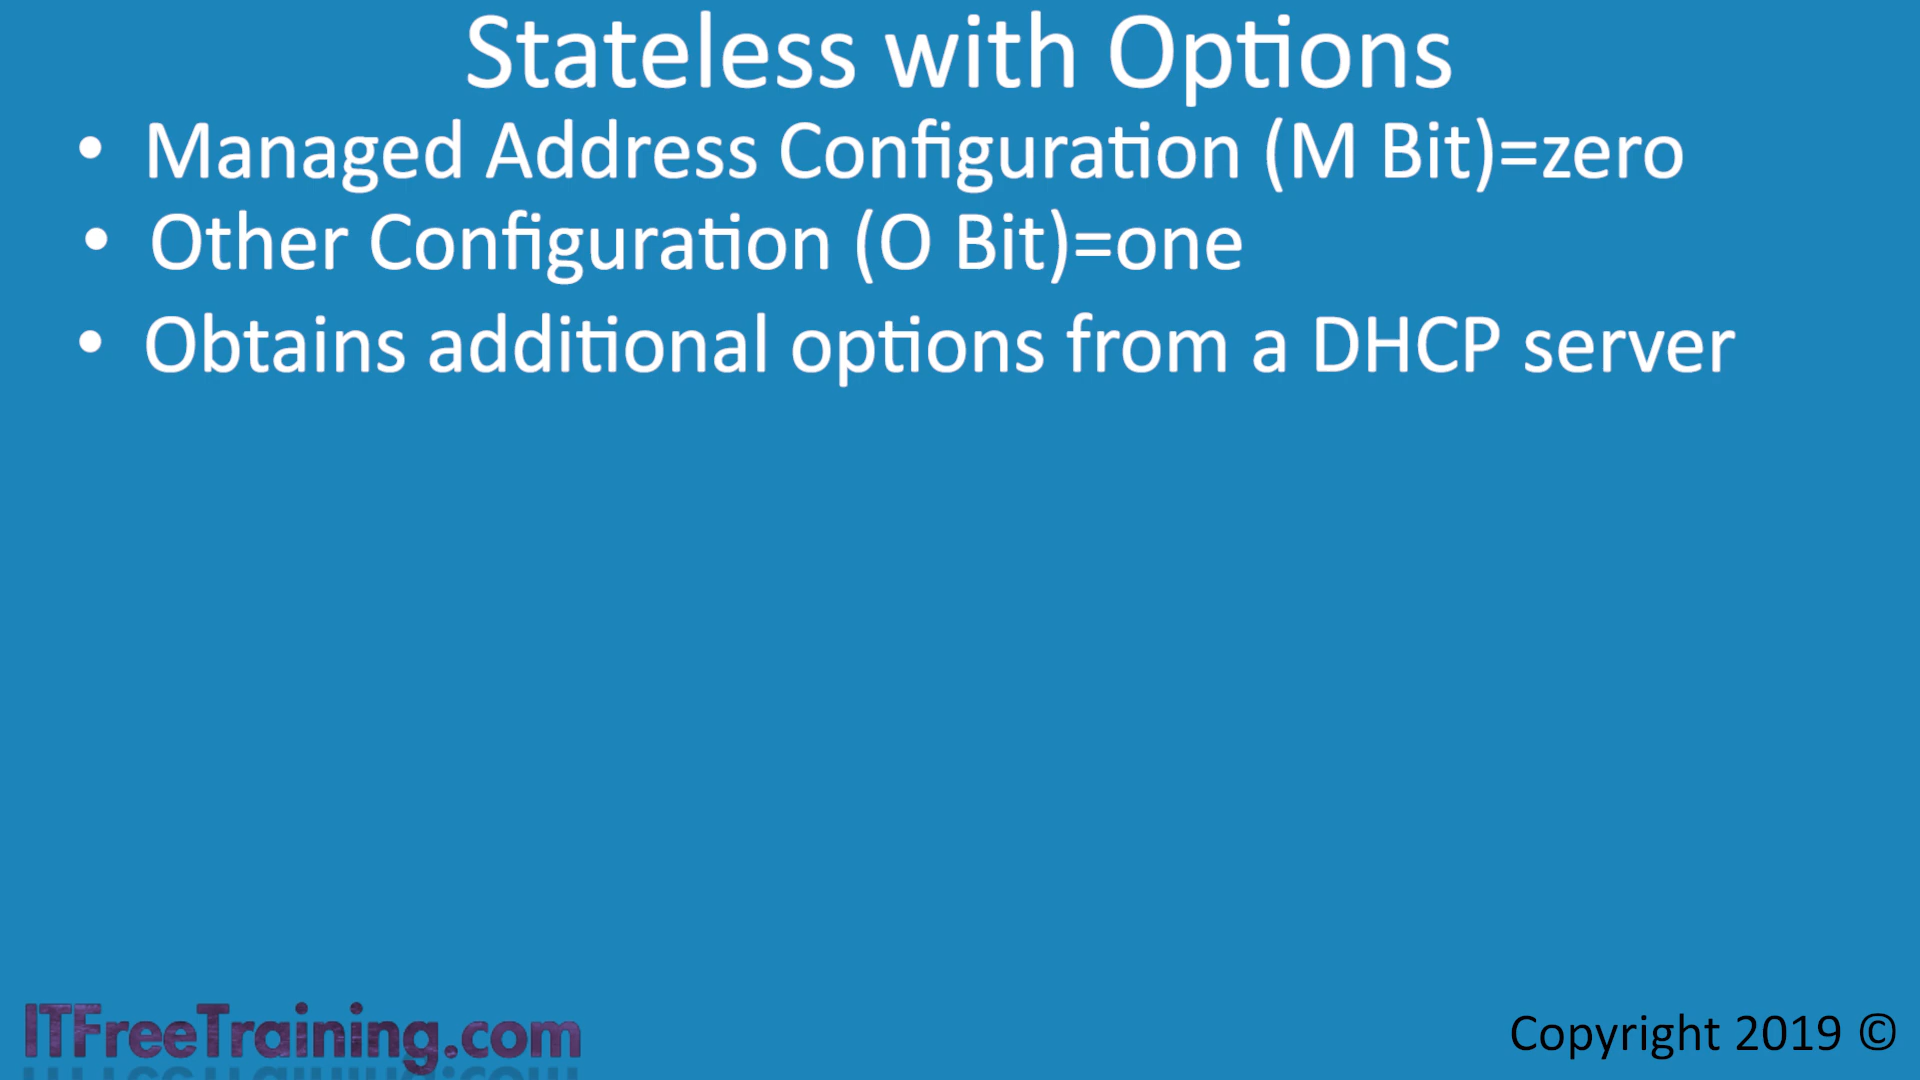 Stateless with Options
• Managed Address Configuration (M Bit)=zero
• Other Configuration (O Bit)=one
• Obtains additional options from a DHCP server
ITFreeTraining.com
Copyright 2019 ©